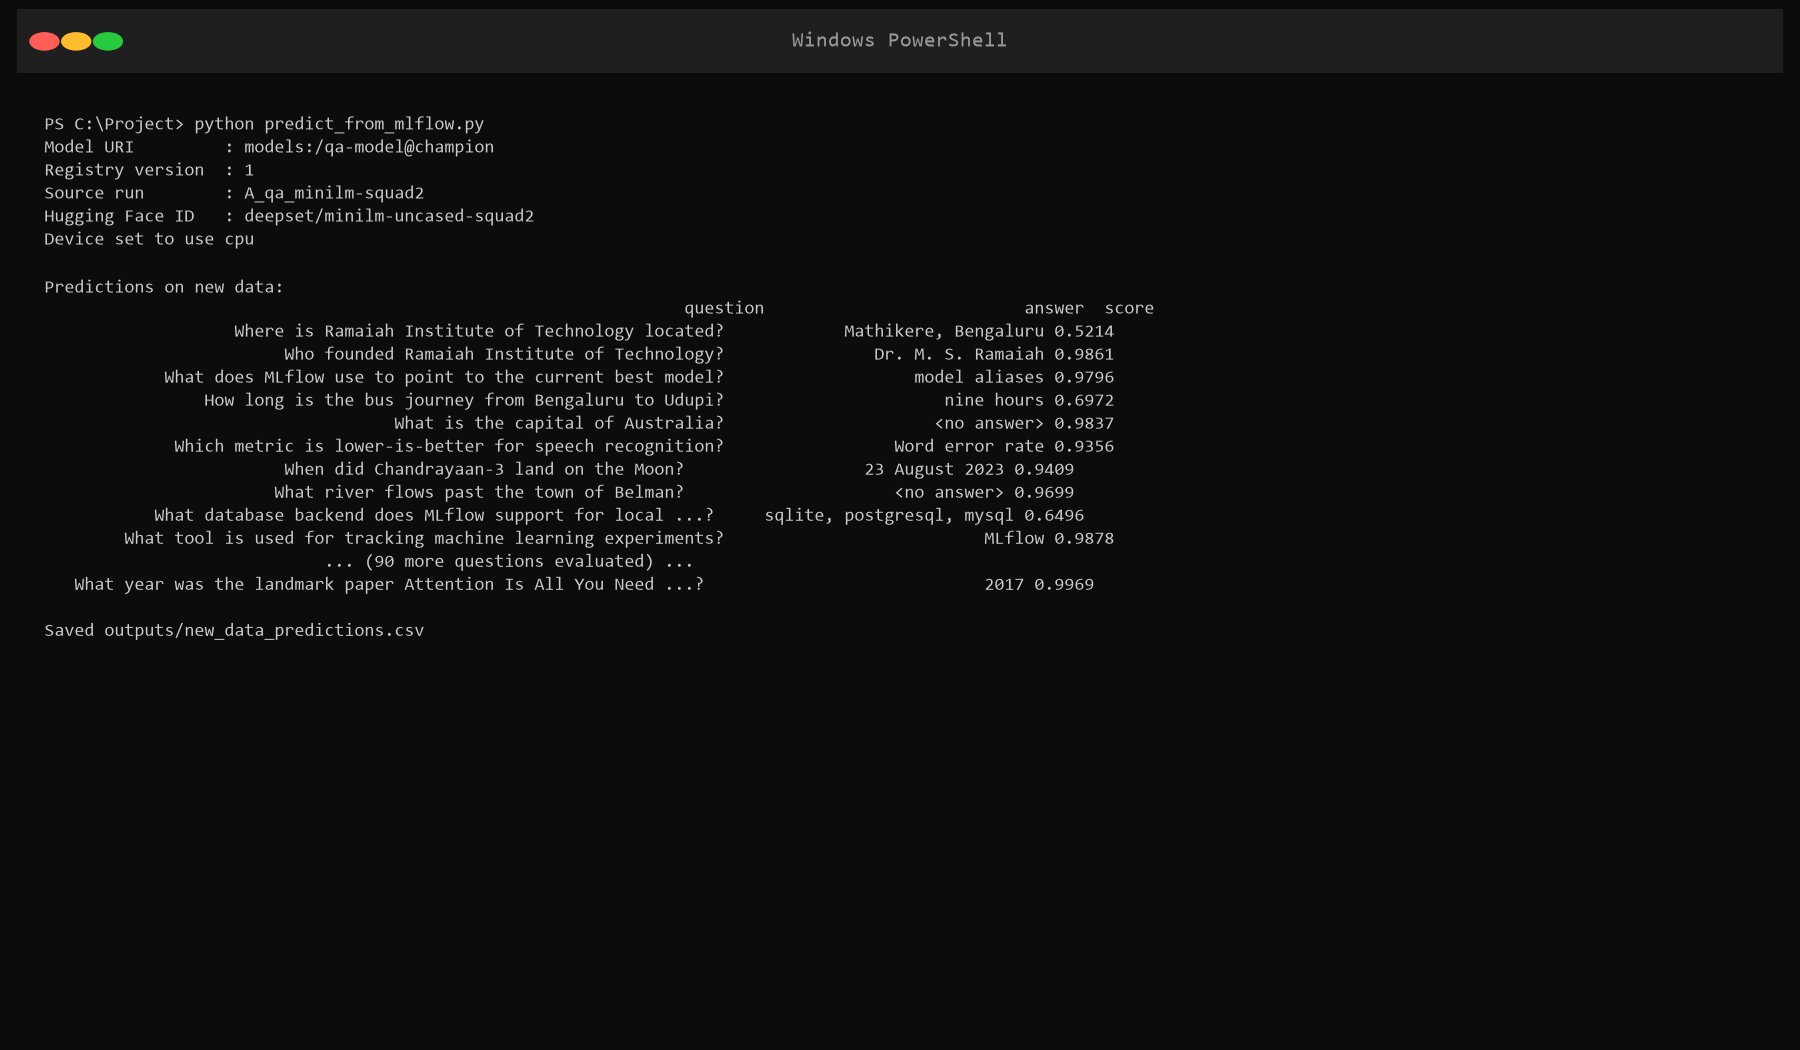 Windows PowerShell
PS C:\Project> python predict_from_mlflow.py
Model URI         : models:/qa-model@champion
Registry version  : 1
Source run        : A_qa_minilm-squad2
Hugging Face ID   : deepset/minilm-uncased-squad2
Device set to use cpu
Predictions on new data:
question answer score
Where is Ramaiah Institute of Technology located? Mathikere, Bengaluru 0.5214
Who founded Ramaiah Institute of Technology? Dr. M. S. Ramaiah 0.9861
What does MLflow use to point to the current best model? model aliases 0.9796
How long is the bus journey from Bengaluru to Udupi? nine hours 0.6972
What is the capital of Australia? <no answer> 0.9837
Which metric is lower-is-better for speech recognition? Word error rate 0.9356
When did Chandrayaan-3 land on the Moon? 23 August 2023 0.9409
What river flows past the town of Belman? <no answer> 0.9699
What database backend does MLflow support for local ...? sqlite, postgresql, mysql 0.6496
What tool is used for tracking machine learning experiments? MLflow 0.9878
... (90 more questions evaluated) ...
What year was the landmark paper Attention Is All You Need ...? 2017 0.9969
Saved outputs/new_data_predictions.csv